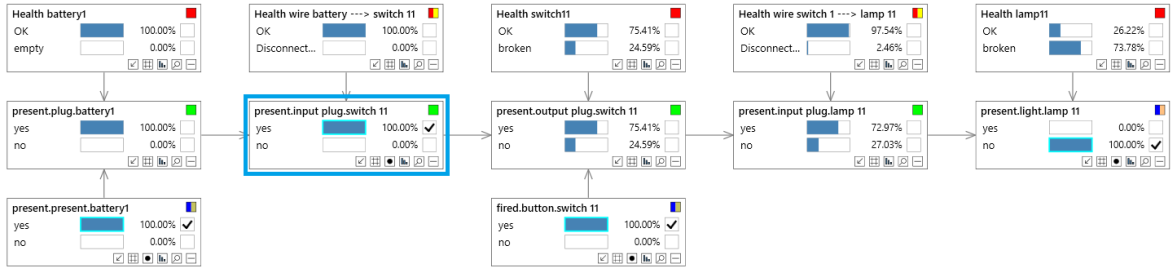 Health battery1
OK 100.00%
empty 0.00%
Health wire battery ---> switch 11
OK 100.00%
Disconnect... 0.00%
Health switch11
OK 75.41%
broken 24.59%
Health wire switch 1 ---> lamp 11
OK 97.54%
Disconnect... 2.46%
Health lamp11
OK 26.22%
broken 73.78%
present.plug.battery1
yes 100.00%
no 0.00%
present.input plug.switch 11
yes 100.00%
no 0.00%
present.output plug.switch 11
yes 75.41%
no 24.59%
present.input plug.lamp 11
yes 72.97%
no 27.03%
present.light.lamp 11
yes 0.00%
no 100.00%
present.present.battery1
yes 100.00%
no 0.00%
fired.button.switch 11
yes 100.00%
no 0.00%